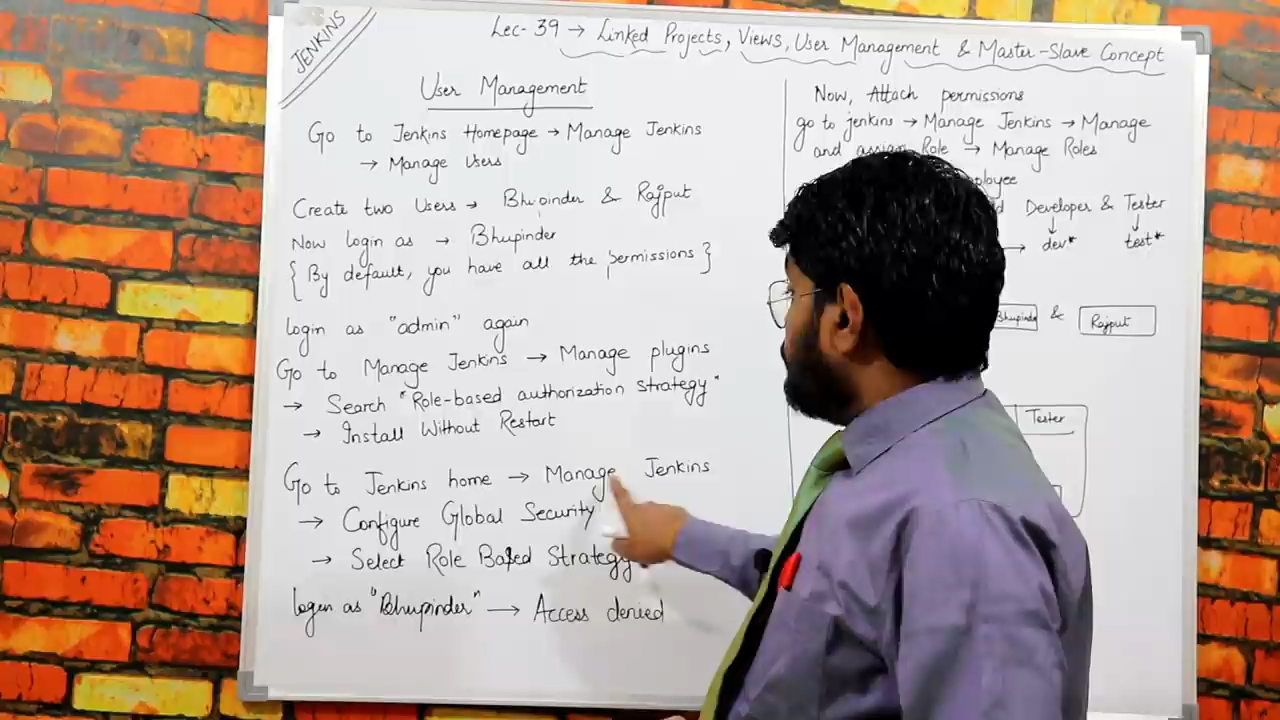 JENKINS
Lec- 39 → Linked Projects, Views, User Management & Master-Slave Concept
User Management
Go to Jenkins Homepage → Manage Jenkins
→ Manage Users
Create two Users → Bhupinder & Rajput
Now login as → Bhupinder
{ By default, you have all the permissions }
login as "admin" again
Go to Manage Jenkins → Manage plugins
→ Search "Role-based authorization strategy"
→ Install Without Restart
Go to Jenkins home → Manage Jenkins
→ Configure Global Security
→ Select Role Based Strategy
login as "Bhupinder" → Access denied
Now, Attach permissions
go to jenkins → Manage Jenkins → Manage
and assign Role → Manage Roles
Developer & Tester
→ dev* test*
& Rajput
Tester